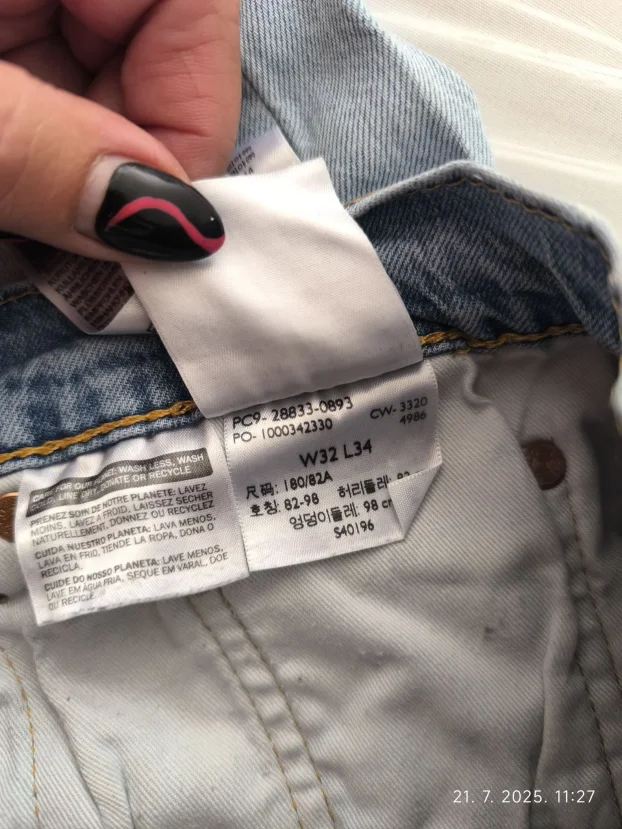 PC9- 28833-0893
CW- 3320
PO- 1000342330
4986
W32 L34
尺码: 180/82A
호칭: 82-98 허리둘레:
엉덩이둘레: 98 cm
S40196
CARE FOR OUR PLANET: WASH LESS, WASH
COLD, LINE DRY, DONATE OR RECYCLE
PRENEZ SOIN DE NOTRE PLANETE: LAVEZ
MOINS, LAVEZ A FROID, LAISSEZ SECHER
NATURELLEMENT, DONNEZ OU RECYCLEZ
CUIDA NUESTRO PLANETA: LAVA MENOS,
LAVA EN FRIO, TIENDE LA ROPA, DONA O
RECICLA.
CUIDE DO NOSSO PLANETA: LAVE MENOS,
LAVE EM ÁGUA FRIA, SEQUE EM VARAL, DOE
OU RECICLE
21. 7. 2025. 11:27